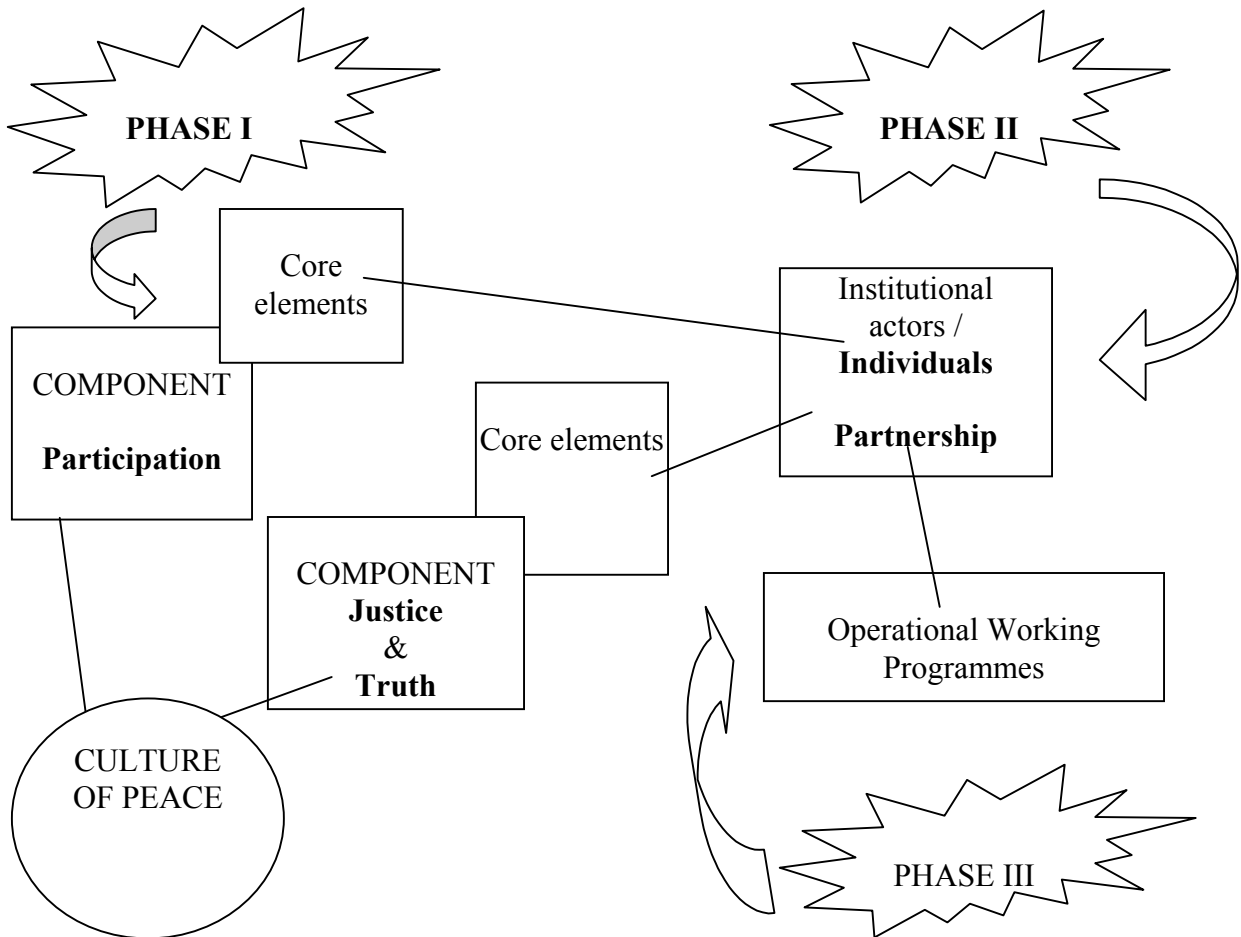 PHASE I
PHASE II
Core
elements
Institutional
actors /
Individuals
Partnership
COMPONENT
Participation
Core elements
COMPONENT
Justice
&
Truth
Operational Working
Programmes
CULTURE
OF PEACE
PHASE III